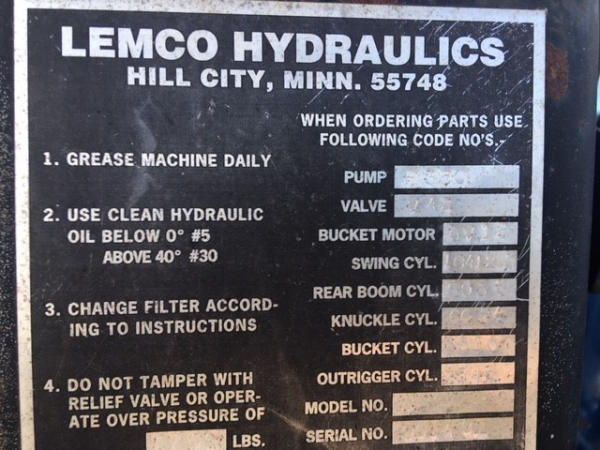 LEMCO HYDRAULICS
HILL CITY, MINN. 55748
1. GREASE MACHINE DAILY
2. USE CLEAN HYDRAULIC
OIL BELOW 0° #5
ABOVE 40° #30
3. CHANGE FILTER ACCORD-
ING TO INSTRUCTIONS
4. DO NOT TAMPER WITH
RELIEF VALVE OR OPER-
ATE OVER PRESSURE OF
LBS.
WHEN ORDERING PARTS USE
FOLLOWING CODE NO'S.-
PUMP
VALVE
BUCKET MOTOR
SWING CYL.
REAR BOOM CYL.
KNUCKLE CYL.
BUCKET CYL.
OUTRIGGER CYL.
MODEL NO.
SERIAL NO.